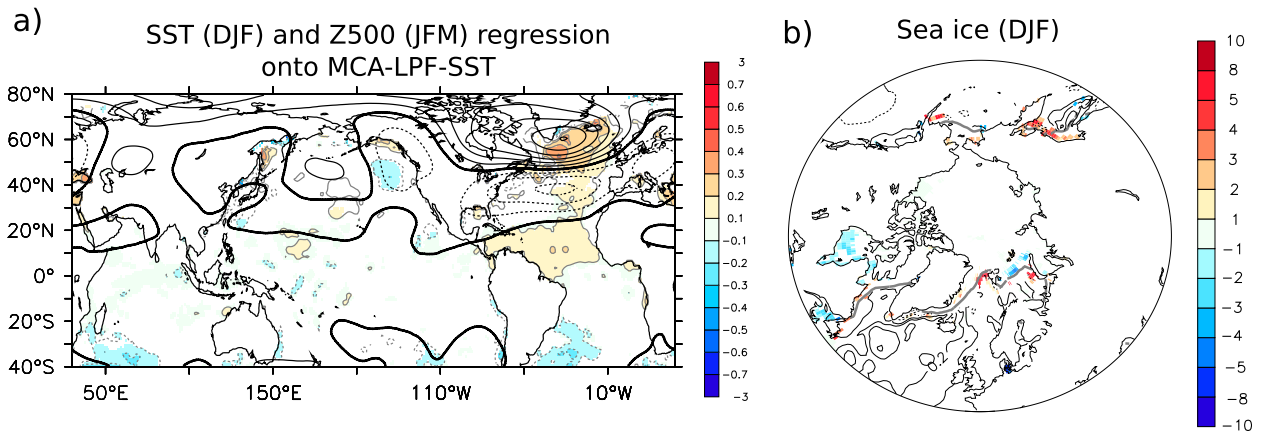 a)
SST (DJF) and Z500 (JFM) regression
onto MCA-LPF-SST
80°N
60°N
40°N
20°N
0°
20°S
40°S
50°E
150°E
110°W
10°W
3
0.7
0.6
0.5
0.4
0.3
0.2
0.1
−0.1
−0.2
−0.3
−0.4
−0.5
−0.6
−0.7
−3
b)
Sea ice (DJF)
10
8
5
3
2
1
−1
−2
−3
−4
−5
−8
−10